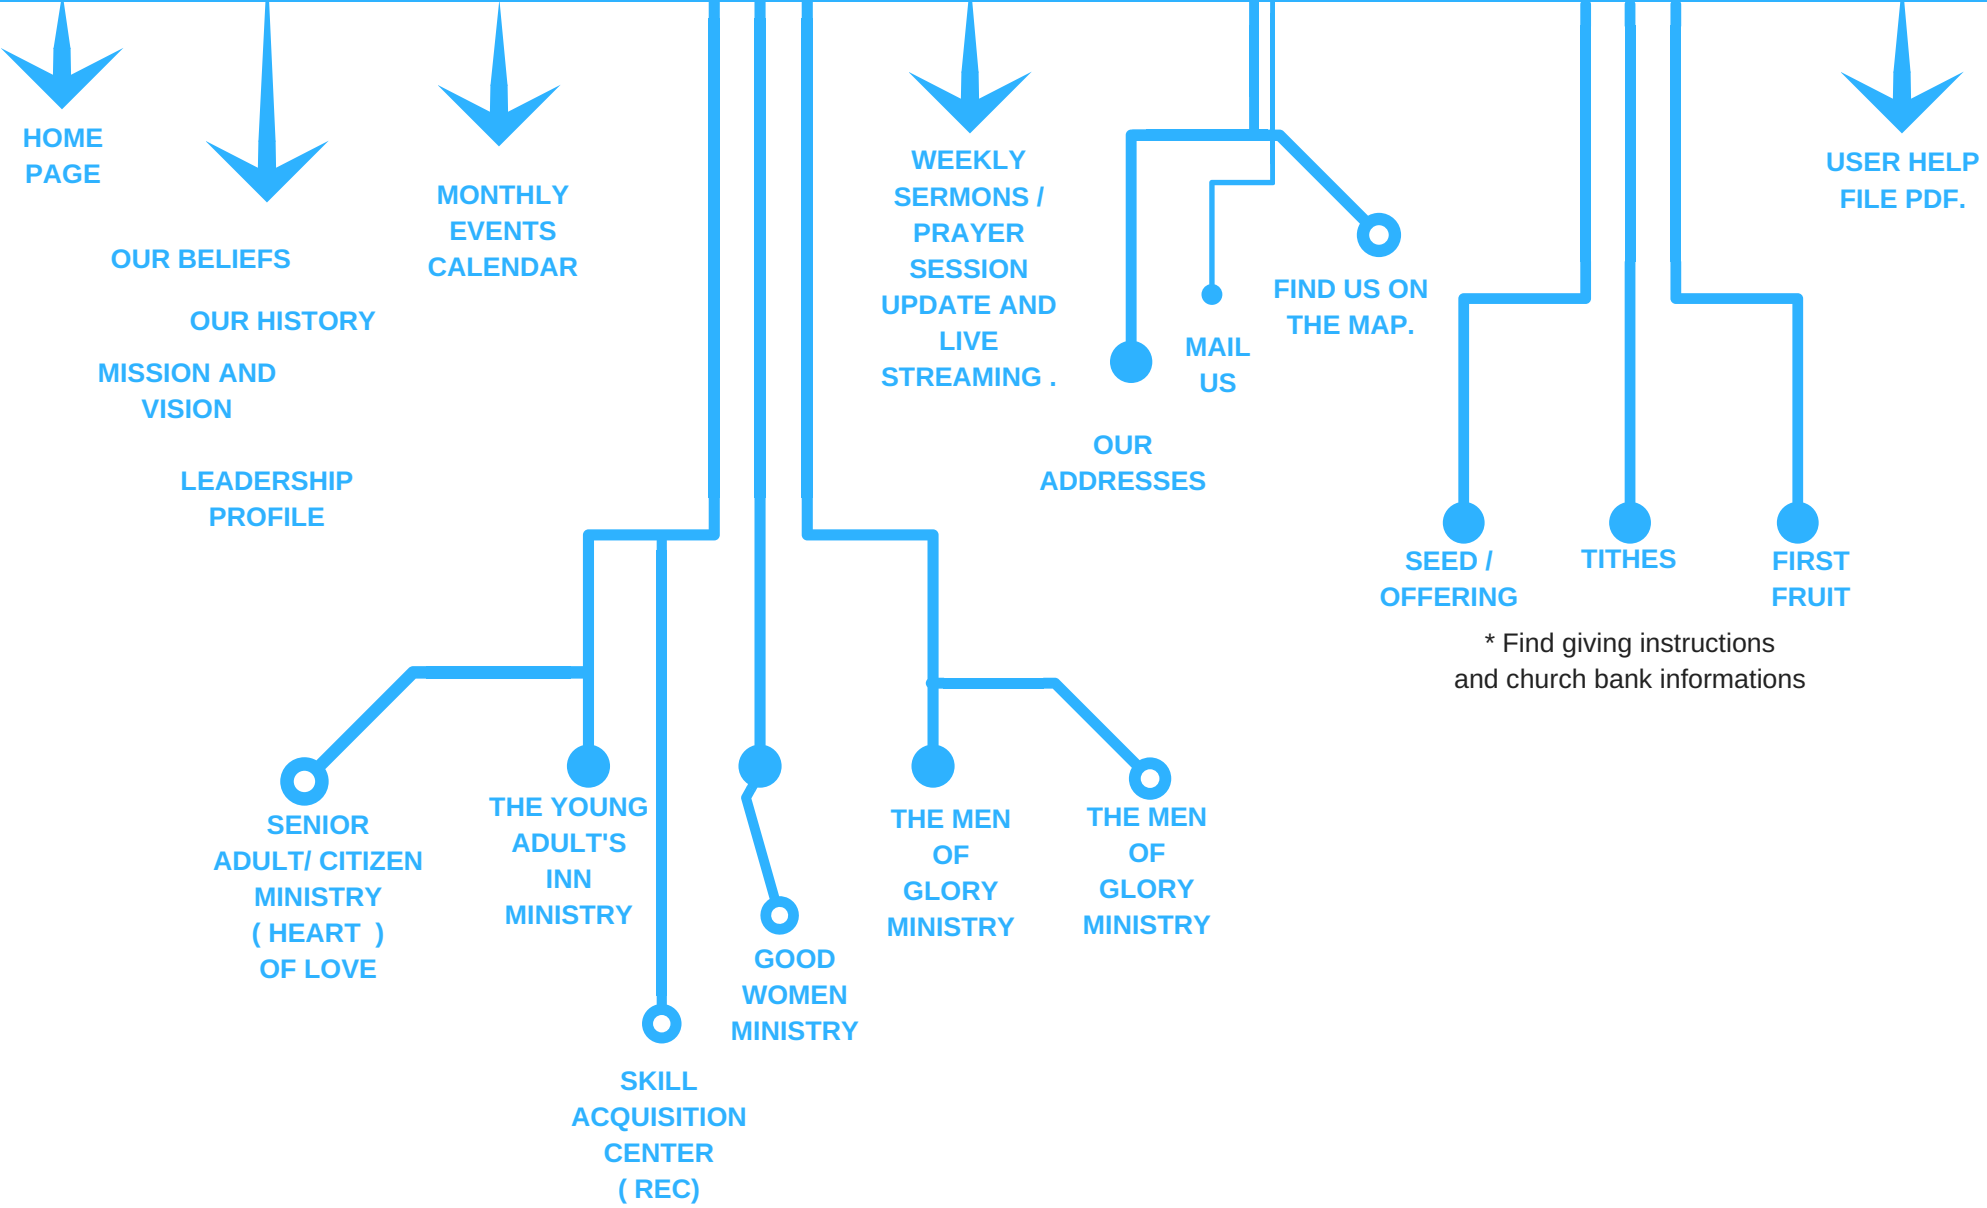 HOME
PAGE
OUR BELIEFS
OUR HISTORY
MISSION AND
VISION
LEADERSHIP
PROFILE
MONTHLY
EVENTS
CALENDAR
SENIOR
ADULT/ CITIZEN
MINISTRY
( HEART  )
OF LOVE
THE YOUNG
ADULT'S
INN
MINISTRY
SKILL
ACQUISITION
CENTER
( REC)
GOOD
WOMEN
MINISTRY
THE MEN
OF
GLORY
MINISTRY
THE MEN
OF
GLORY
MINISTRY
WEEKLY
SERMONS /
PRAYER
SESSION
UPDATE AND
LIVE
STREAMING .
OUR
ADDRESSES
MAIL
US
FIND US ON
THE MAP.
SEED /
OFFERING
TITHES
FIRST
FRUIT
* Find giving instructions
and church bank informations
USER HELP
FILE PDF.